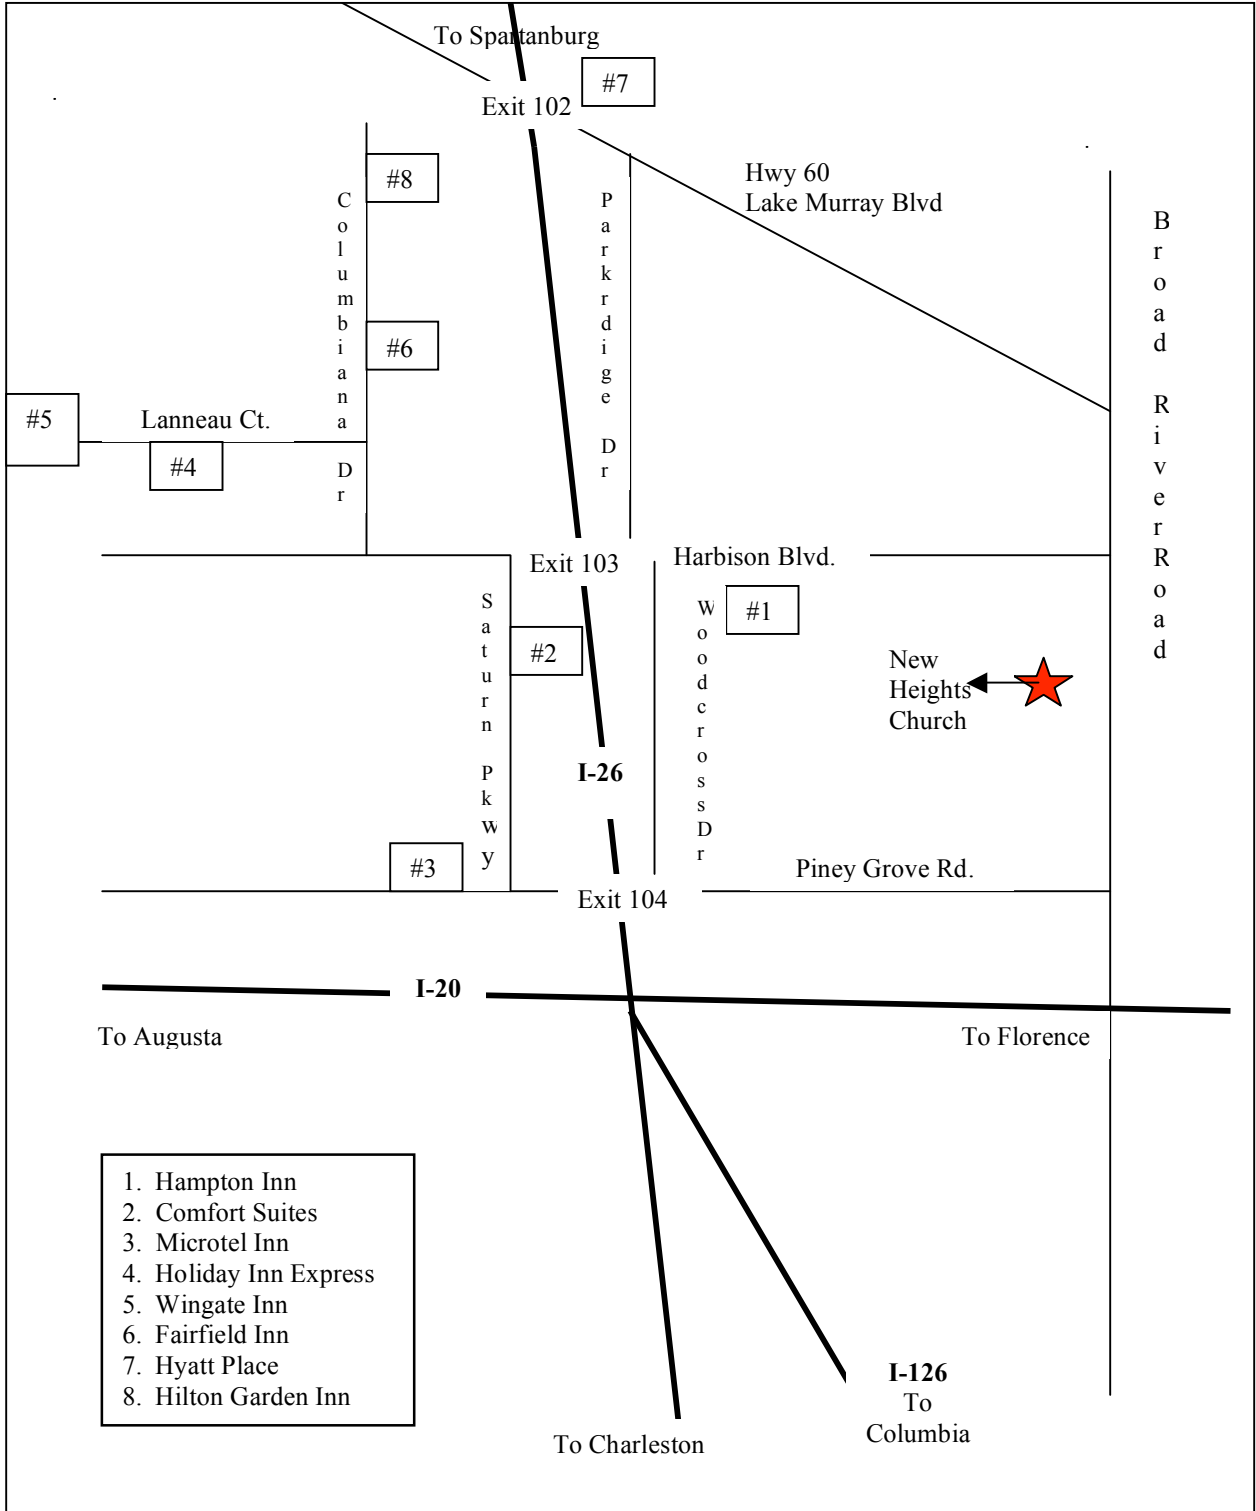 To Spartanburg
#7
Exit 102
#8
Hwy 60
Lake Murray Blvd
Columbiana Dr
Parkrdige Dr
Broad River Road
#6
#5
Lanneau Ct.
#4
Exit 103
Harbison Blvd.
Saturn Pkwy
#2
Woodcross Dr
#1
New
Heights
Church
I-26
#3
Piney Grove Rd.
Exit 104
I-20
To Augusta
To Florence
1. Hampton Inn
2. Comfort Suites
3. Microtel Inn
4. Holiday Inn Express
5. Wingate Inn
6. Fairfield Inn
7. Hyatt Place
8. Hilton Garden Inn
I-126
To
Columbia
To Charleston